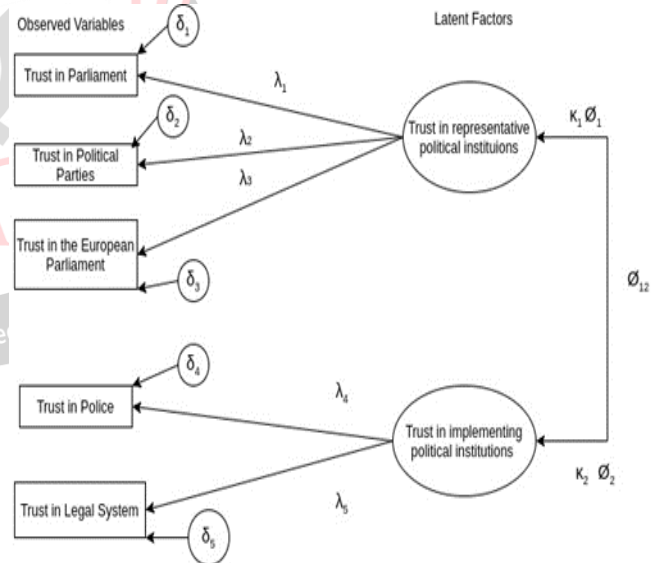 Observed Variables
Latent Factors
δ1
Trust in Parliament
λ1
δ2
Trust in Political
Parties
λ2
λ3
Trust in representative
political instituions
κ1 Ø1
Trust in the European
Parliament
δ3
Ø12
δ4
Trust in Police
λ4
Trust in implementing
political institutions
κ2 Ø2
Trust in Legal System
λ5
δ5